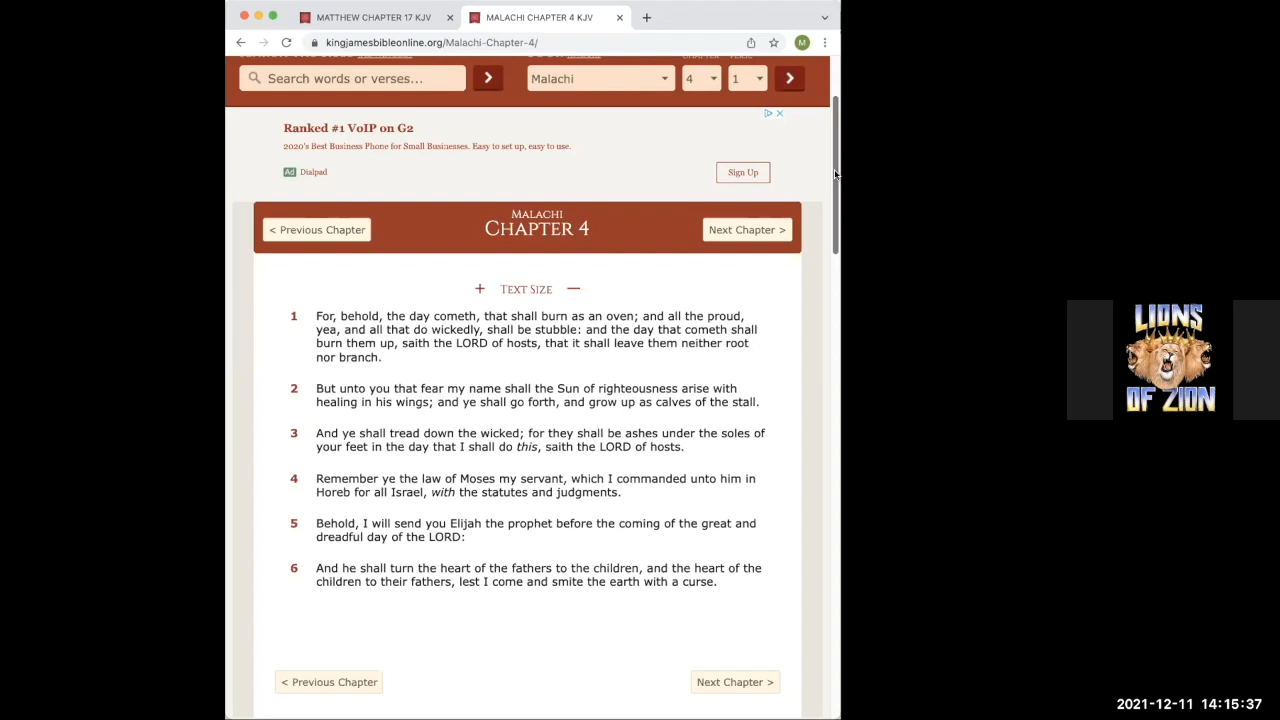 MATTHEW CHAPTER 17 KJV
MALACHI CHAPTER 4 KJV
kingjamesbibleonline.org/Malachi-Chapter-4/
M
Search words or verses...
Malachi
4
1
Ranked #1 VoIP on G2
2020's Best Business Phone for Small Businesses. Easy to set up, easy to use.
Ad Dialpad
Sign Up
< Previous Chapter
MALACHI
CHAPTER 4
Next Chapter >
+ TEXT SIZE —
1 For, behold, the day cometh, that shall burn as an oven; and all the proud,
yea, and all that do wickedly, shall be stubble: and the day that cometh shall
burn them up, saith the LORD of hosts, that it shall leave them neither root
nor branch.
2 But unto you that fear my name shall the Sun of righteousness arise with
healing in his wings; and ye shall go forth, and grow up as calves of the stall.
3 And ye shall tread down the wicked; for they shall be ashes under the soles of
your feet in the day that I shall do this, saith the LORD of hosts.
4 Remember ye the law of Moses my servant, which I commanded unto him in
Horeb for all Israel, with the statutes and judgments.
5 Behold, I will send you Elijah the prophet before the coming of the great and
dreadful day of the LORD:
6 And he shall turn the heart of the fathers to the children, and the heart of the
children to their fathers, lest I come and smite the earth with a curse.
< Previous Chapter
Next Chapter >
LIONS
OF ZION
2021-12-11 14:15:37